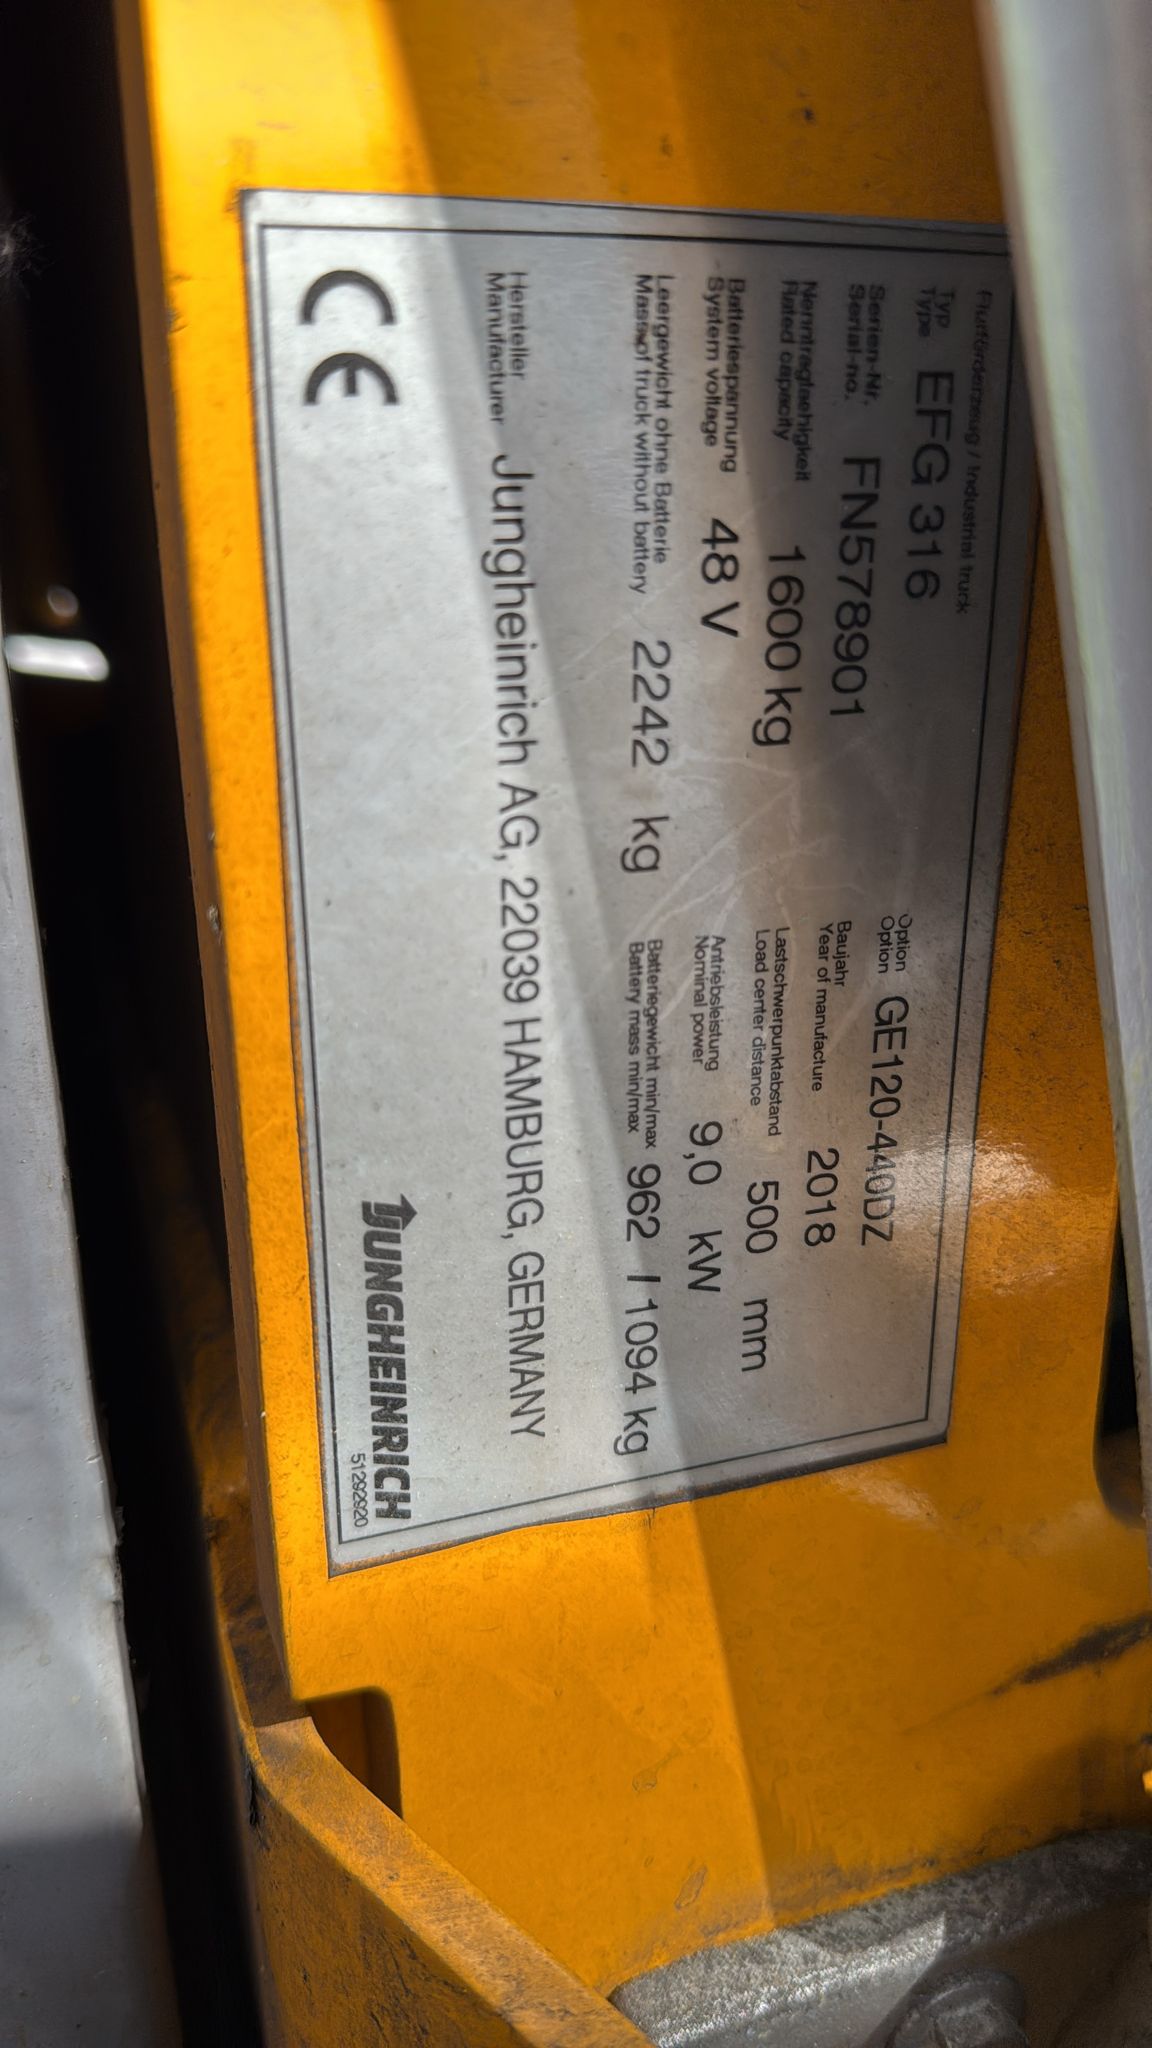 Flurförderzeug / Industrial truck
Typ
Type EFG 316
Option
Option GE120-440DZ
Serien-Nr.
Serial-no. FN578901
Baujahr
Year of manufacture 2018
Nenntragfaehigkeit
Rated capacity 1600 kg
Lastschwerpunktabstand
Load center distance 500 mm
Batteriespannung
System voltage 48 V
Antriebsleistung
Nominal power 9,0 kW
Leergewicht ohne Batterie
Mass of truck without battery 2242 kg
Batteriegewicht min/max
Battery mass min/max 962 / 1094 kg
Hersteller
Manufacturer Jungheinrich AG, 22039 HAMBURG, GERMANY
CE
JUNGHEINRICH
51292920